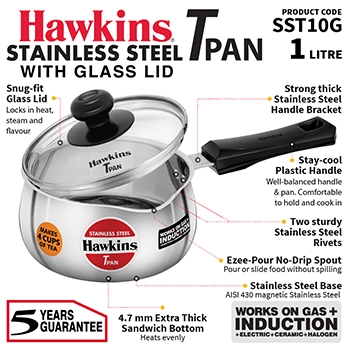 Hawkins
STAINLESS STEEL
TPAN
WITH GLASS LID
PRODUCT CODE
SST10G
1 LITRE
Snug-fit
Glass Lid
Locks in heat,
steam and
flavour
Strong thick
Stainless Steel
Handle Bracket
Hawkins
TPAN
Stay-cool
Plastic Handle
Well-balanced handle
& pan. Comfortable
to hold and cook in
MAKES
4 CUPS
OF TEA
STAINLESS STEEL
Hawkins
TPAN
WORKS ON GAS +
INDUCTION
Two sturdy
Stainless Steel
Rivets
Ezee-Pour No-Drip Spout
Pour or slide food without spilling
Stainless Steel Base
AISI 430 magnetic Stainless Steel
5 YEARS
GUARANTEE
4.7 mm Extra Thick
Sandwich Bottom
Heats evenly
WORKS ON GAS +
INDUCTION
+ELECTRIC+CERAMIC+HALOGEN